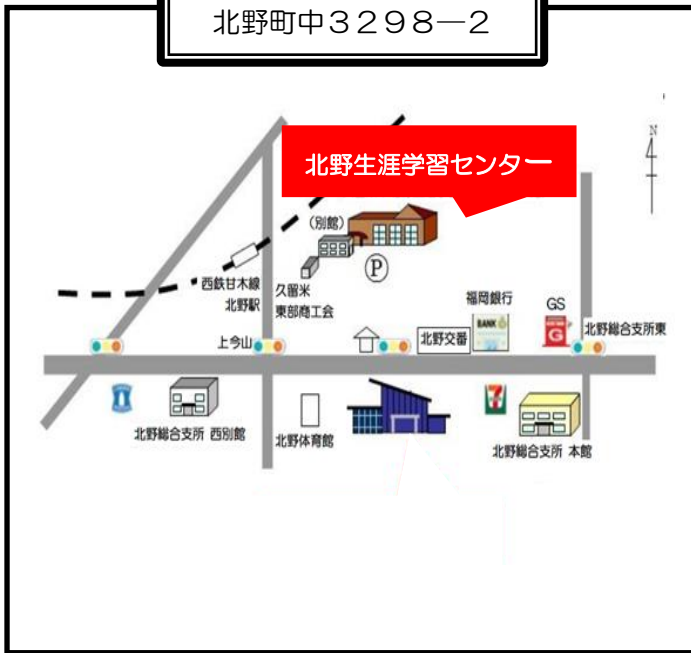 北野町中３２９８―２
N
北野生涯学習センター
(別館)
P
西鉄甘木線
北野駅
久留米
東部商工会
福岡銀行
BANK
GS
G
北野総合支所東
上今山
北野交番
7
北野総合支所 西別館
北野体育館
北野総合支所 本館